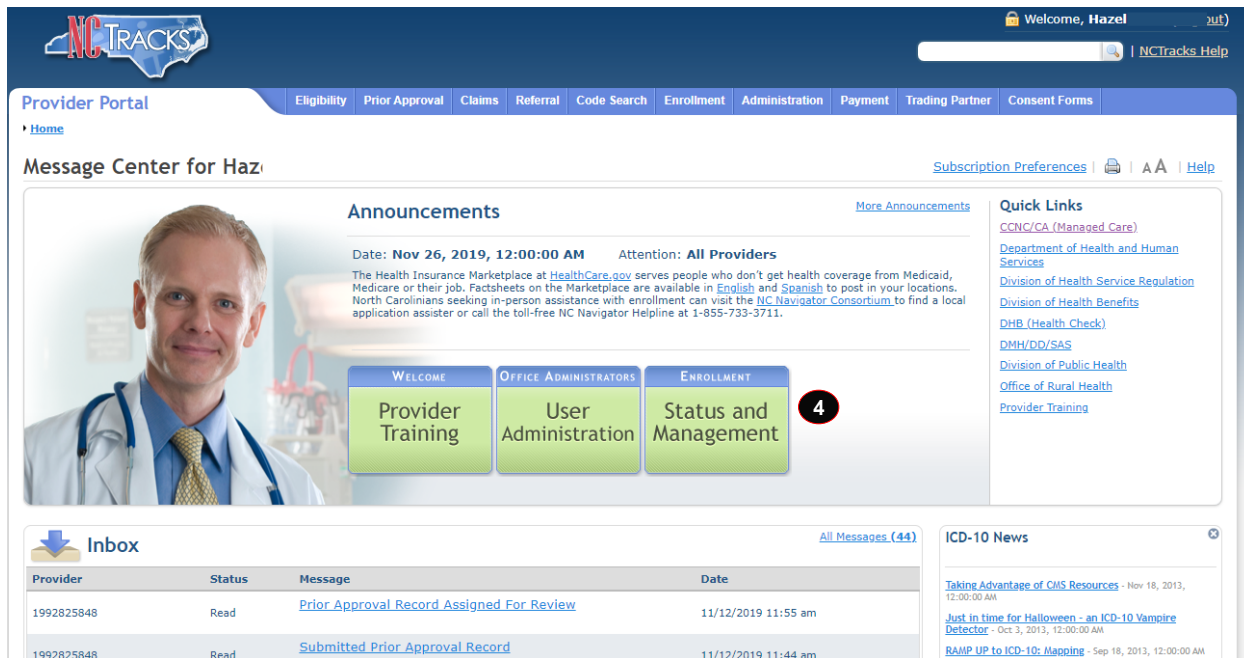 NCTRACKS
Welcome, Hazel
| NCTracks Help
Provider Portal
Eligibility Prior Approval Claims Referral Code Search Enrollment Administration Payment Trading Partner Consent Forms
Home
Message Center for Haz
Subscription Preferences | | A A | Help
Announcements
More Announcements
Date: Nov 26, 2019, 12:00:00 AM Attention: All Providers
The Health Insurance Marketplace at HealthCare.gov serves people who don't get health coverage from Medicaid,
Medicare or their job. Factsheets on the Marketplace are available in English and Spanish to post in your locations.
North Carolinians seeking in-person assistance with enrollment can visit the NC Navigator Consortium to find a local
application assister or call the toll-free NC Navigator Helpline at 1-855-733-3711.
WELCOME
Provider
Training
OFFICE ADMINISTRATORS
User
Administration
ENROLLMENT
Status and
Management
4
Quick Links
CCNC/CA (Managed Care)
Department of Health and Human
Services
Division of Health Service Regulation
Division of Health Benefits
DHB (Health Check)
DMH/DD/SAS
Division of Public Health
Office of Rural Health
Provider Training
Inbox
All Messages (44)
Provider Status Message Date
1992825848 Read Prior Approval Record Assigned For Review 11/12/2019 11:55 am
1992825848 Read Submitted Prior Approval Record 11/12/2019 11:44 am
ICD-10 News
Taking Advantage of CMS Resources - Nov 18, 2013,
12:00:00 AM
Just in time for Halloween - an ICD-10 Vampire
Detector - Oct 3, 2013, 12:00:00 AM
RAMP UP to ICD-10: Mapping - Sep 18, 2013, 12:00:00 AM